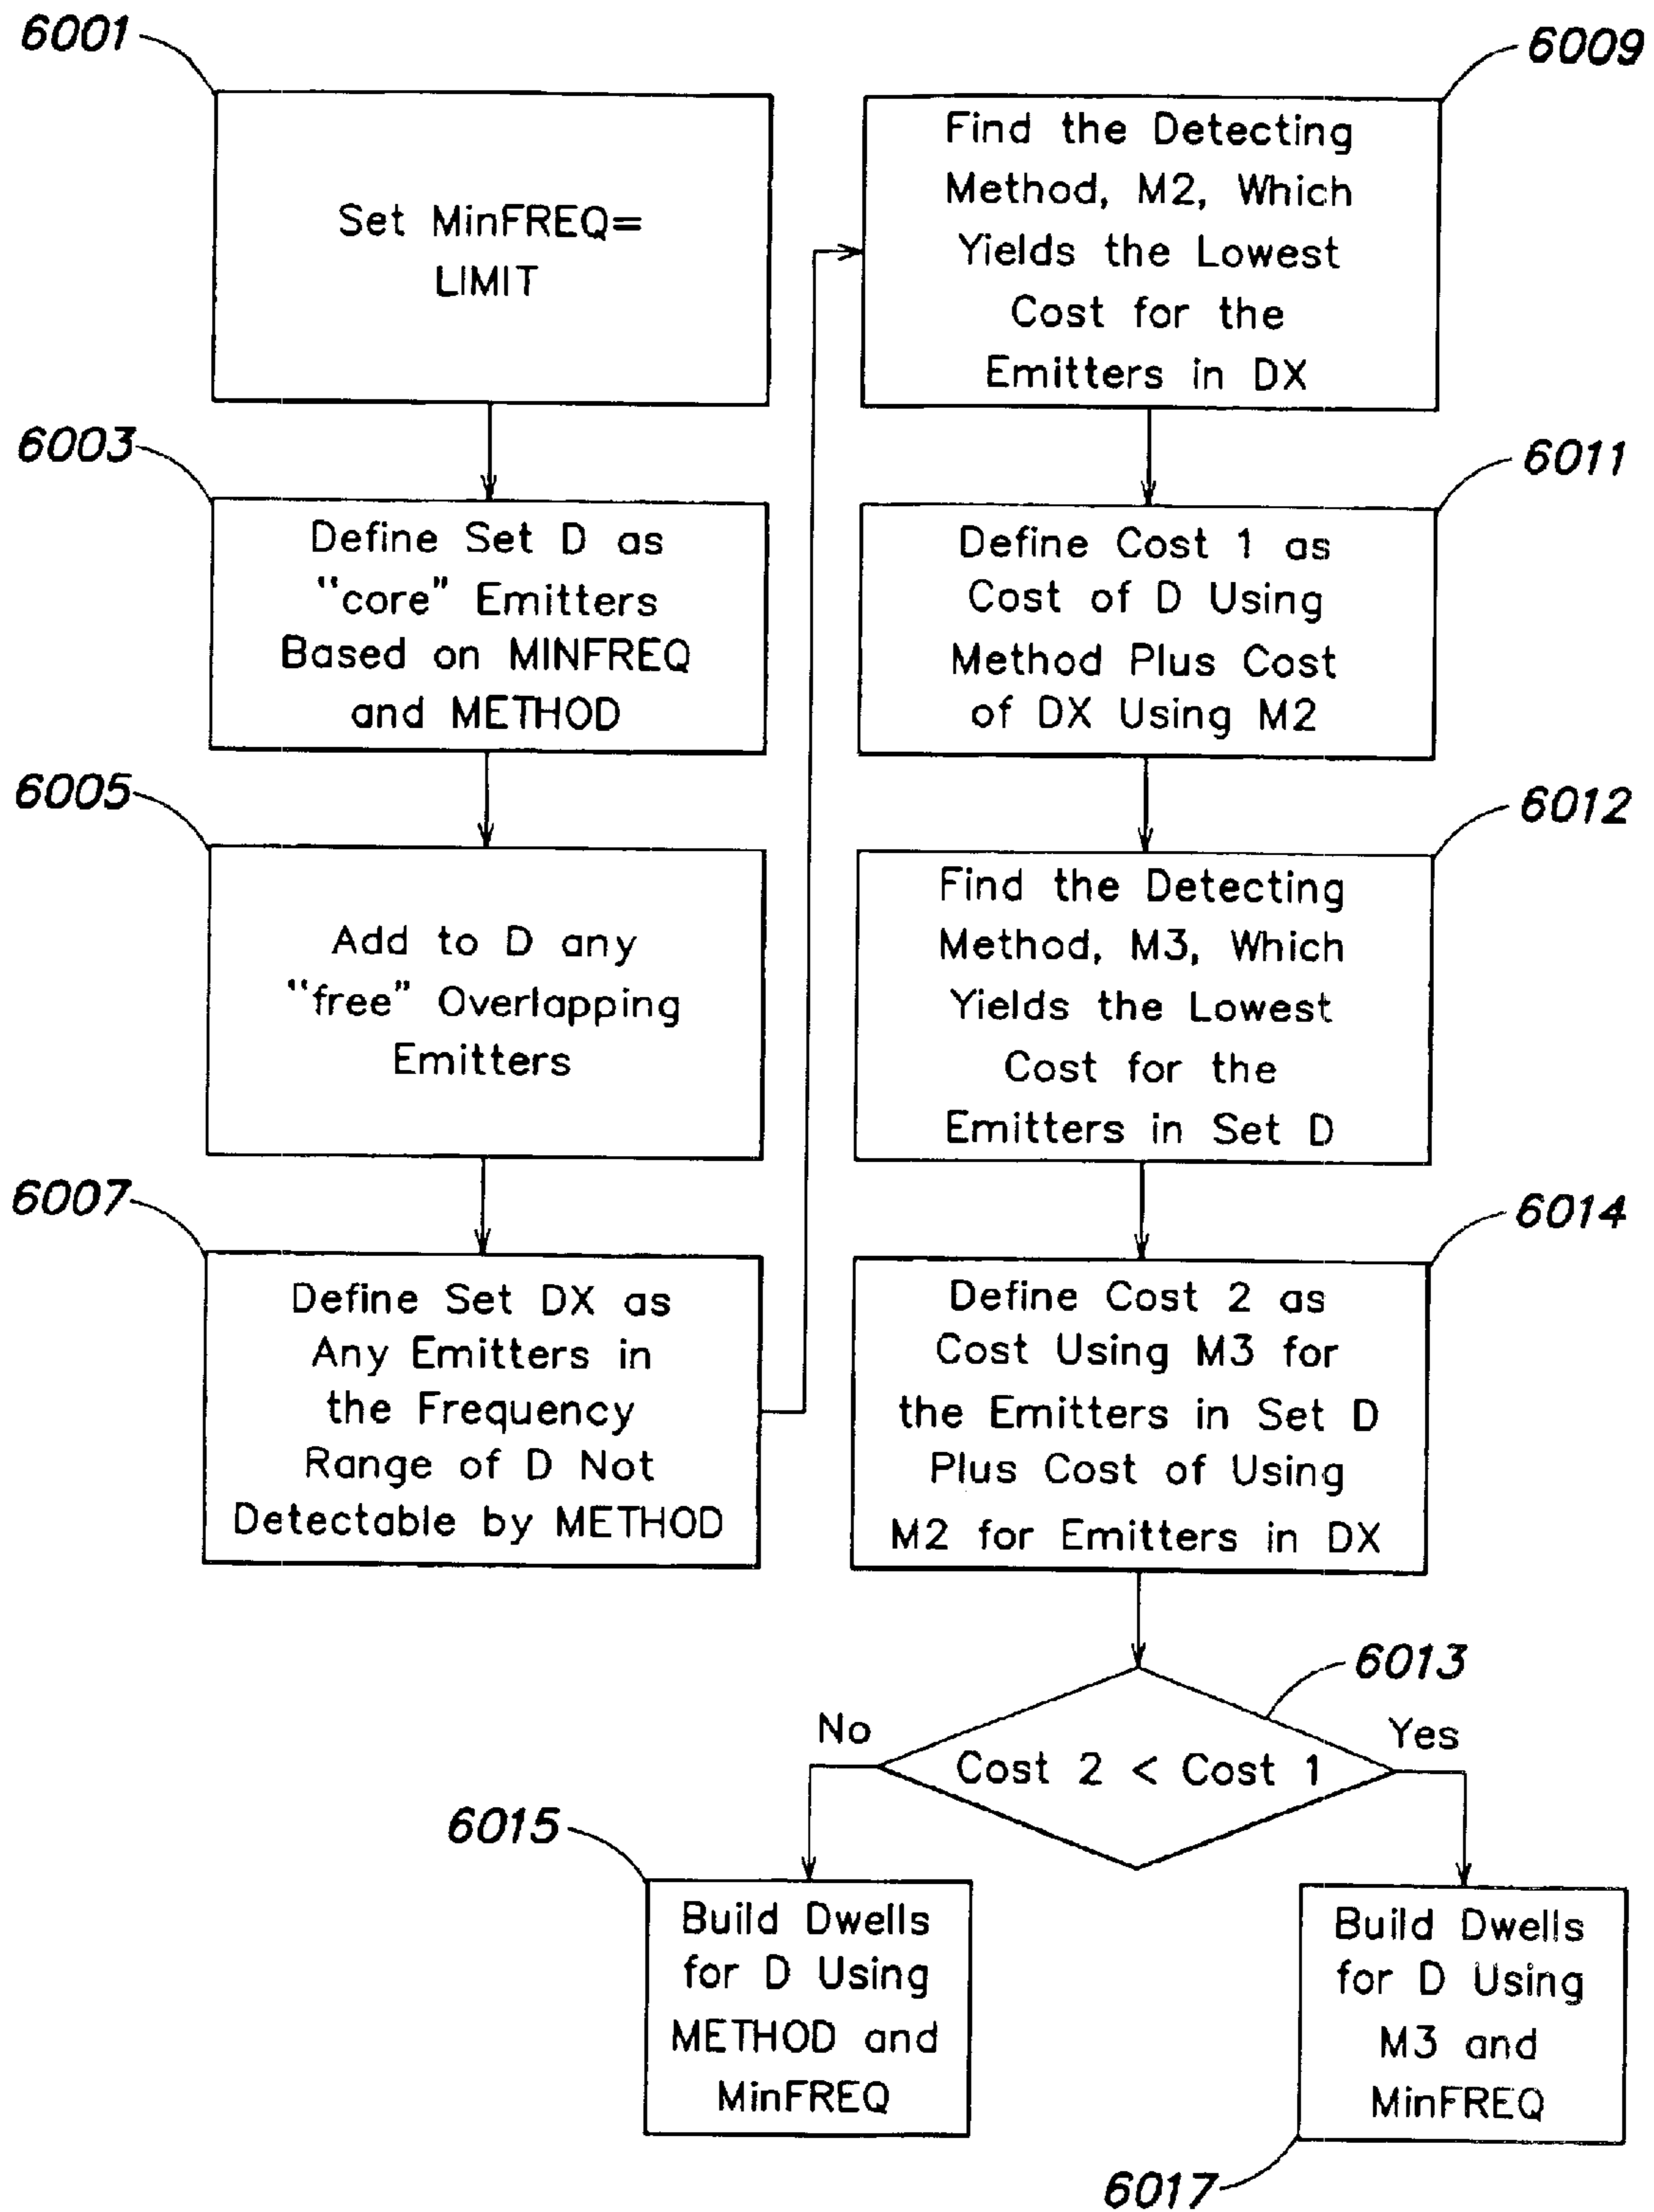 6001
Set MinFREQ=
LIMIT
6003
Define Set D as
"core" Emitters
Based on MINFREQ
and METHOD
6005
Add to D any
"free" Overlapping
Emitters
6007
Define Set DX as
Any Emitters in
the Frequency
Range of D Not
Detectable by METHOD
6009
Find the Detecting
Method, M2, Which
Yields the Lowest
Cost for the
Emitters in DX
6011
Define Cost 1 as
Cost of D Using
Method Plus Cost
of DX Using M2
6012
Find the Detecting
Method, M3, Which
Yields the Lowest
Cost for the
Emitters in Set D
6014
Define Cost 2 as
Cost Using M3 for
the Emitters in Set D
Plus Cost of Using
M2 for Emitters in DX
6013
Cost 2 < Cost 1
No
Yes
6015
Build Dwells
for D Using
METHOD and
MinFREQ
Build Dwells
for D Using
M3 and
MinFREQ
6017